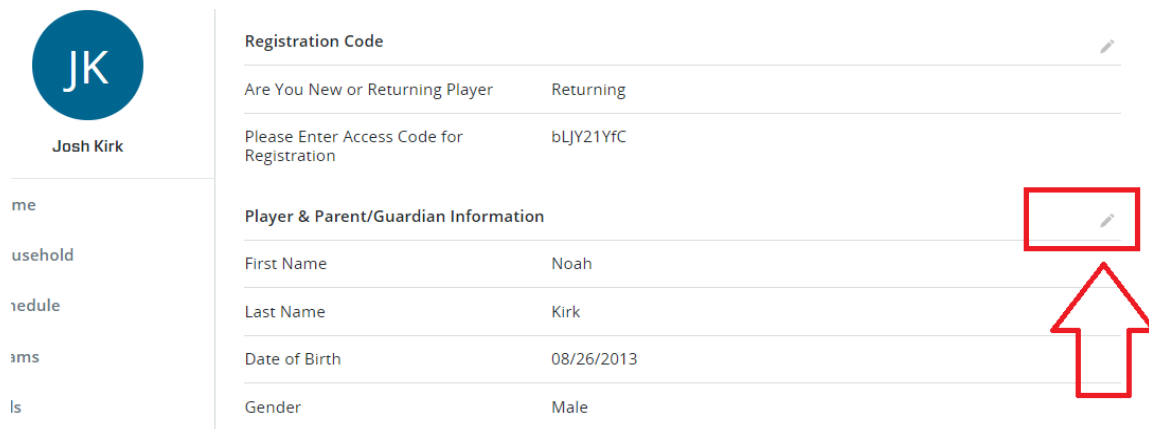 JK
Josh Kirk
me
usehold
nedule
ams
ls
Registration Code
Are You New or Returning Player Returning
Please Enter Access Code for
Registration
bLJY21YfC
Player & Parent/Guardian Information
First Name Noah
Last Name Kirk
Date of Birth 08/26/2013
Gender Male